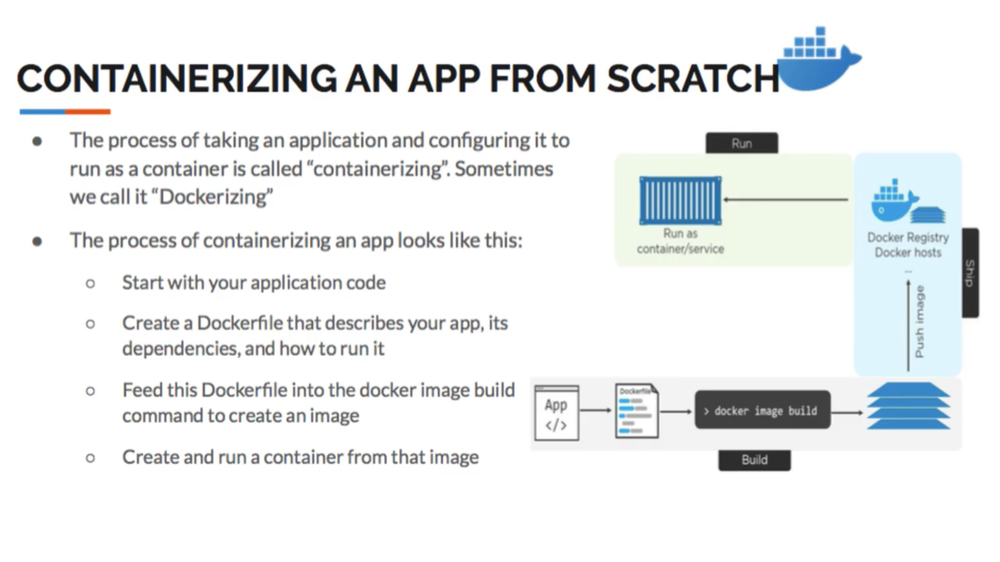 CONTAINERIZING AN APP FROM SCRATCH
● The process of taking an application and configuring it to
run as a container is called “containerizing”. Sometimes
we call it “Dockerizing”
● The process of containerizing an app looks like this:
○ Start with your application code
○ Create a Dockerfile that describes your app, its
dependencies, and how to run it
○ Feed this Dockerfile into the docker image build
command to create an image
○ Create and run a container from that image
Run
Run as
container/service
Docker Registry
Docker hosts
...
Ship
Push image
App
</>
Dockerfile
> docker image build
Build